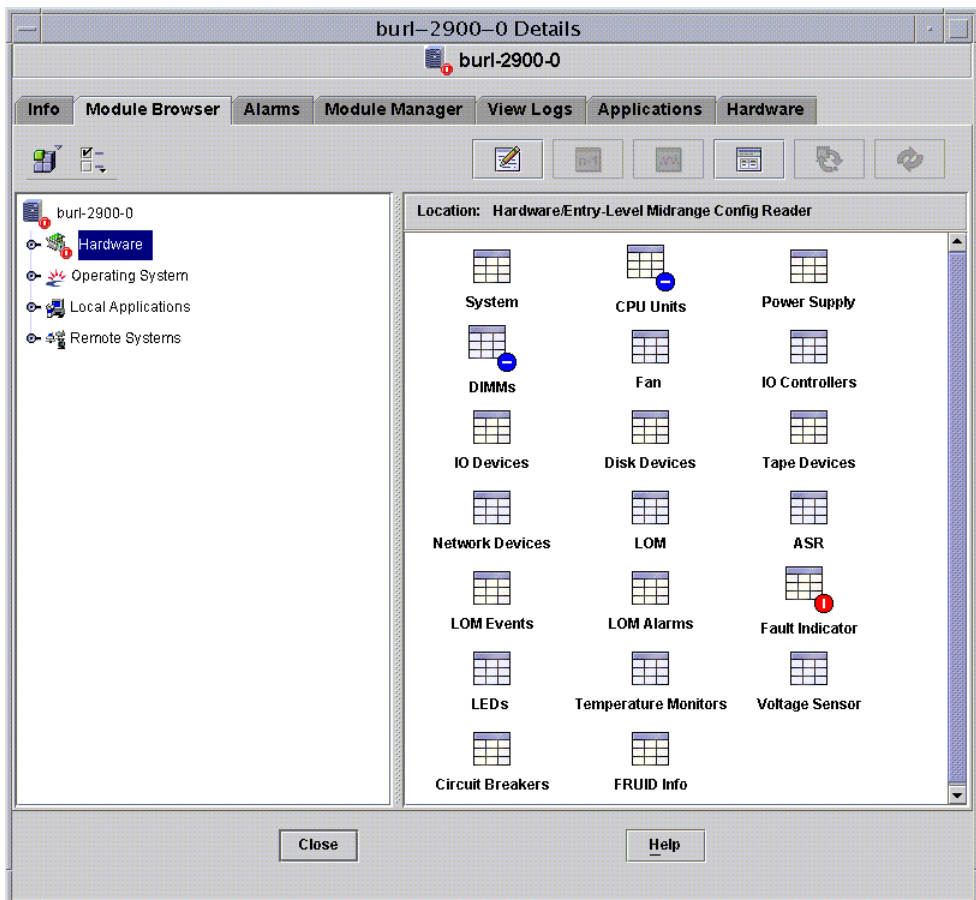 burl-2900-0 Details
burl-2900-0
Info Module Browser Alarms Module Manager View Logs Applications Hardware
burl-2900-0
Hardware
Operating System
Local Applications
Remote Systems
Location: Hardware/Entry-Level Midrange Config Reader
System CPU Units Power Supply
DIMMs Fan IO Controllers
IO Devices Disk Devices Tape Devices
Network Devices LOM ASR
LOM Events LOM Alarms Fault Indicator
LEDs Temperature Monitors Voltage Sensor
Circuit Breakers FRUID Info
Close Help